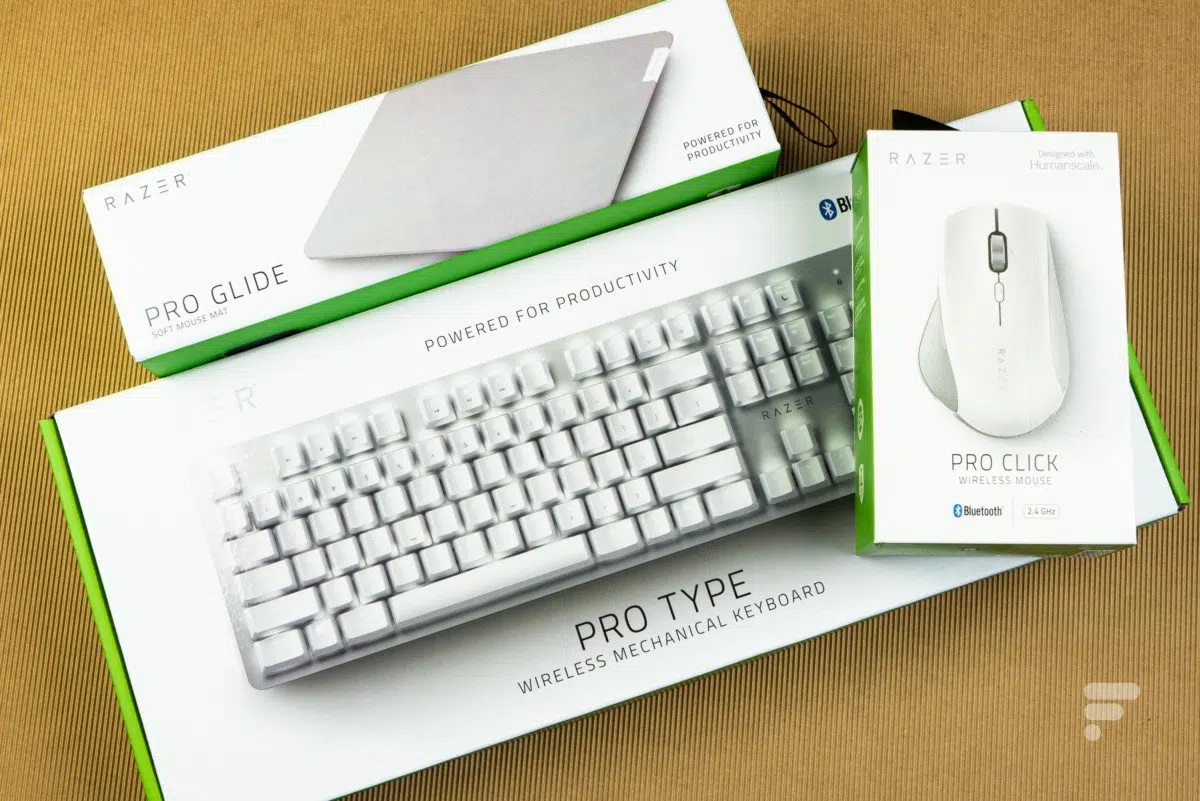 RAZER
PRO GLIDE
SOFT MOUSE MAT
POWERED FOR
PRODUCTIVITY
POWERED FOR PRODUCTIVITY
RAZER
PRO TYPE
WIRELESS MECHANICAL KEYBOARD
RAZER
Designed with
Humanscale.
RAZER
PRO CLICK
WIRELESS MOUSE
Bluetooth
2.4 GHz